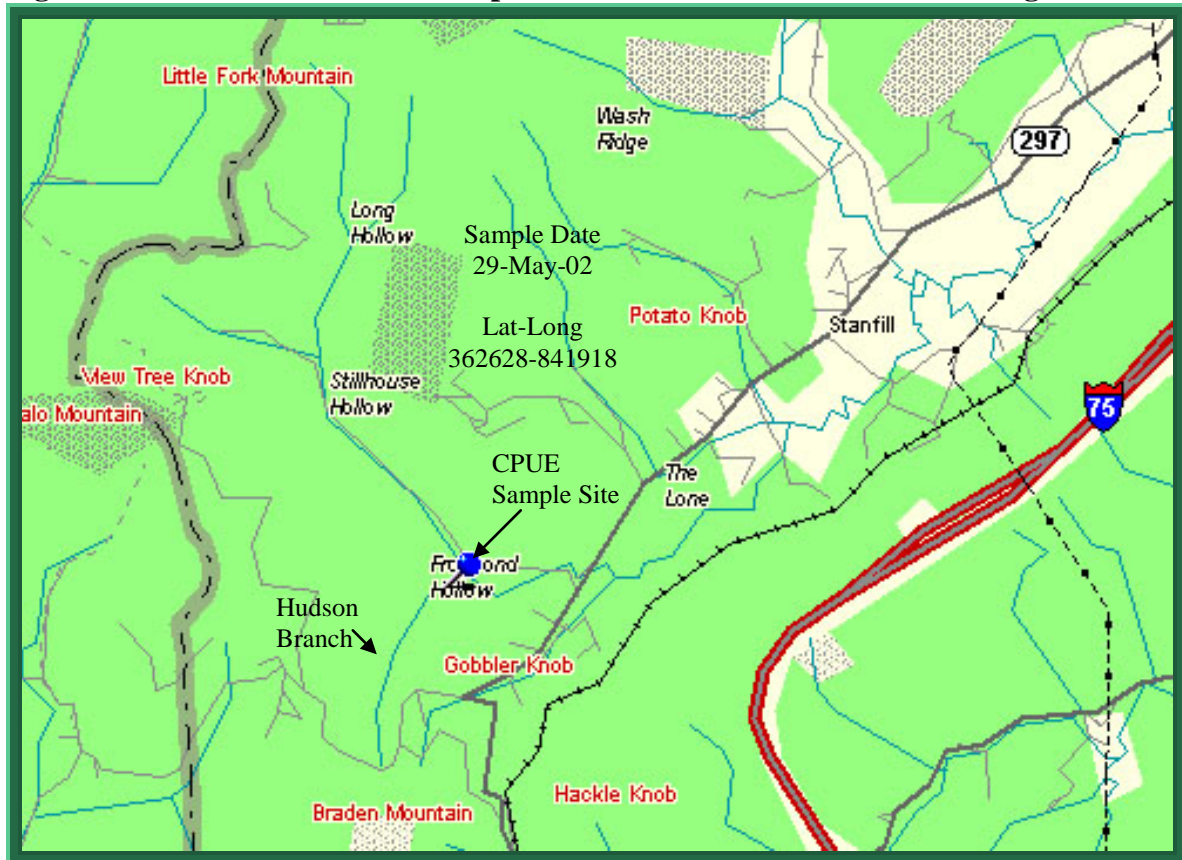 Little Fork Mountain
Wash
Ridge
297
Long
Hollow
Sample Date
29-May-02
Lat-Long
362628-841918
Potato Knob
Stanfill
View Tree Knob
Stillhouse
Hollow
alo Mountain
75
CPUE
Sample Site
The
Lone
Hollow
Hudson
Branch
Gobbler Knob
Hackle Knob
Braden Mountain